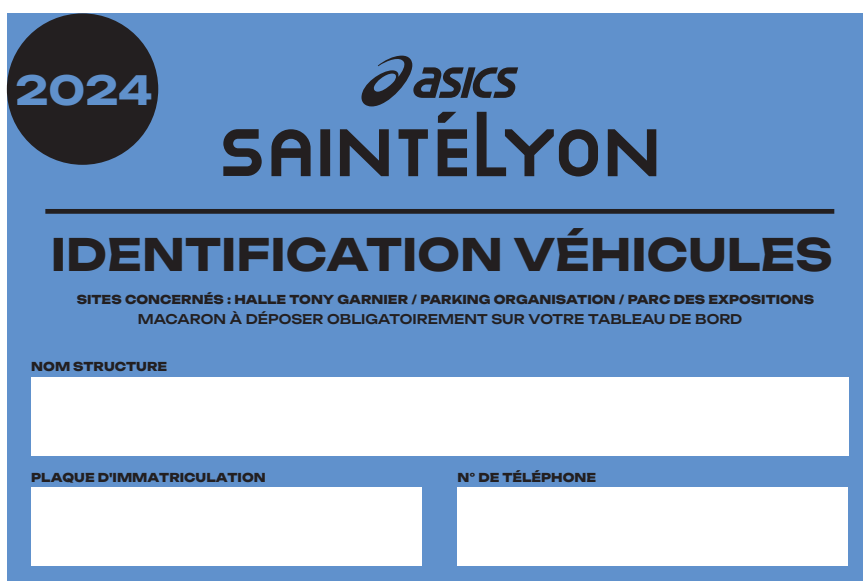 2024
asics
SAINTÉLYON
IDENTIFICATION VÉHICULES
SITES CONCERNÉS : HALLE TONY GARNIER / PARKING ORGANISATION / PARC DES EXPOSITIONS
MACARON À DÉPOSER OBLIGATOIREMENT SUR VOTRE TABLEAU DE BORD
NOM STRUCTURE
PLAQUE D'IMMATRICULATION
N° DE TÉLÉPHONE